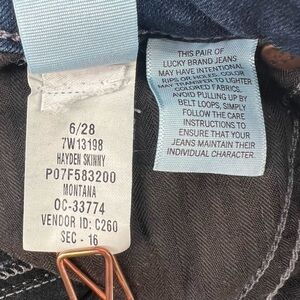 6/28
7W13198
HAYDEN SKINNY
P07F583200
MONTANA
OC-33774
VENDOR ID: C260
SEC - 16
THIS PAIR OF
LUCKY BRAND JEANS
MAY HAVE INTENTIONAL
RIPS OR HOLES. COLOR
MAY TRANSFER TO LIGHTER
COLORED FABRICS.
AVOID PULLING UP BY
BELT LOOPS, SIMPLY
FOLLOW THE CARE
INSTRUCTIONS TO
ENSURE THAT YOUR
JEANS MAINTAIN THEIR
INDIVIDUAL CHARACTER.